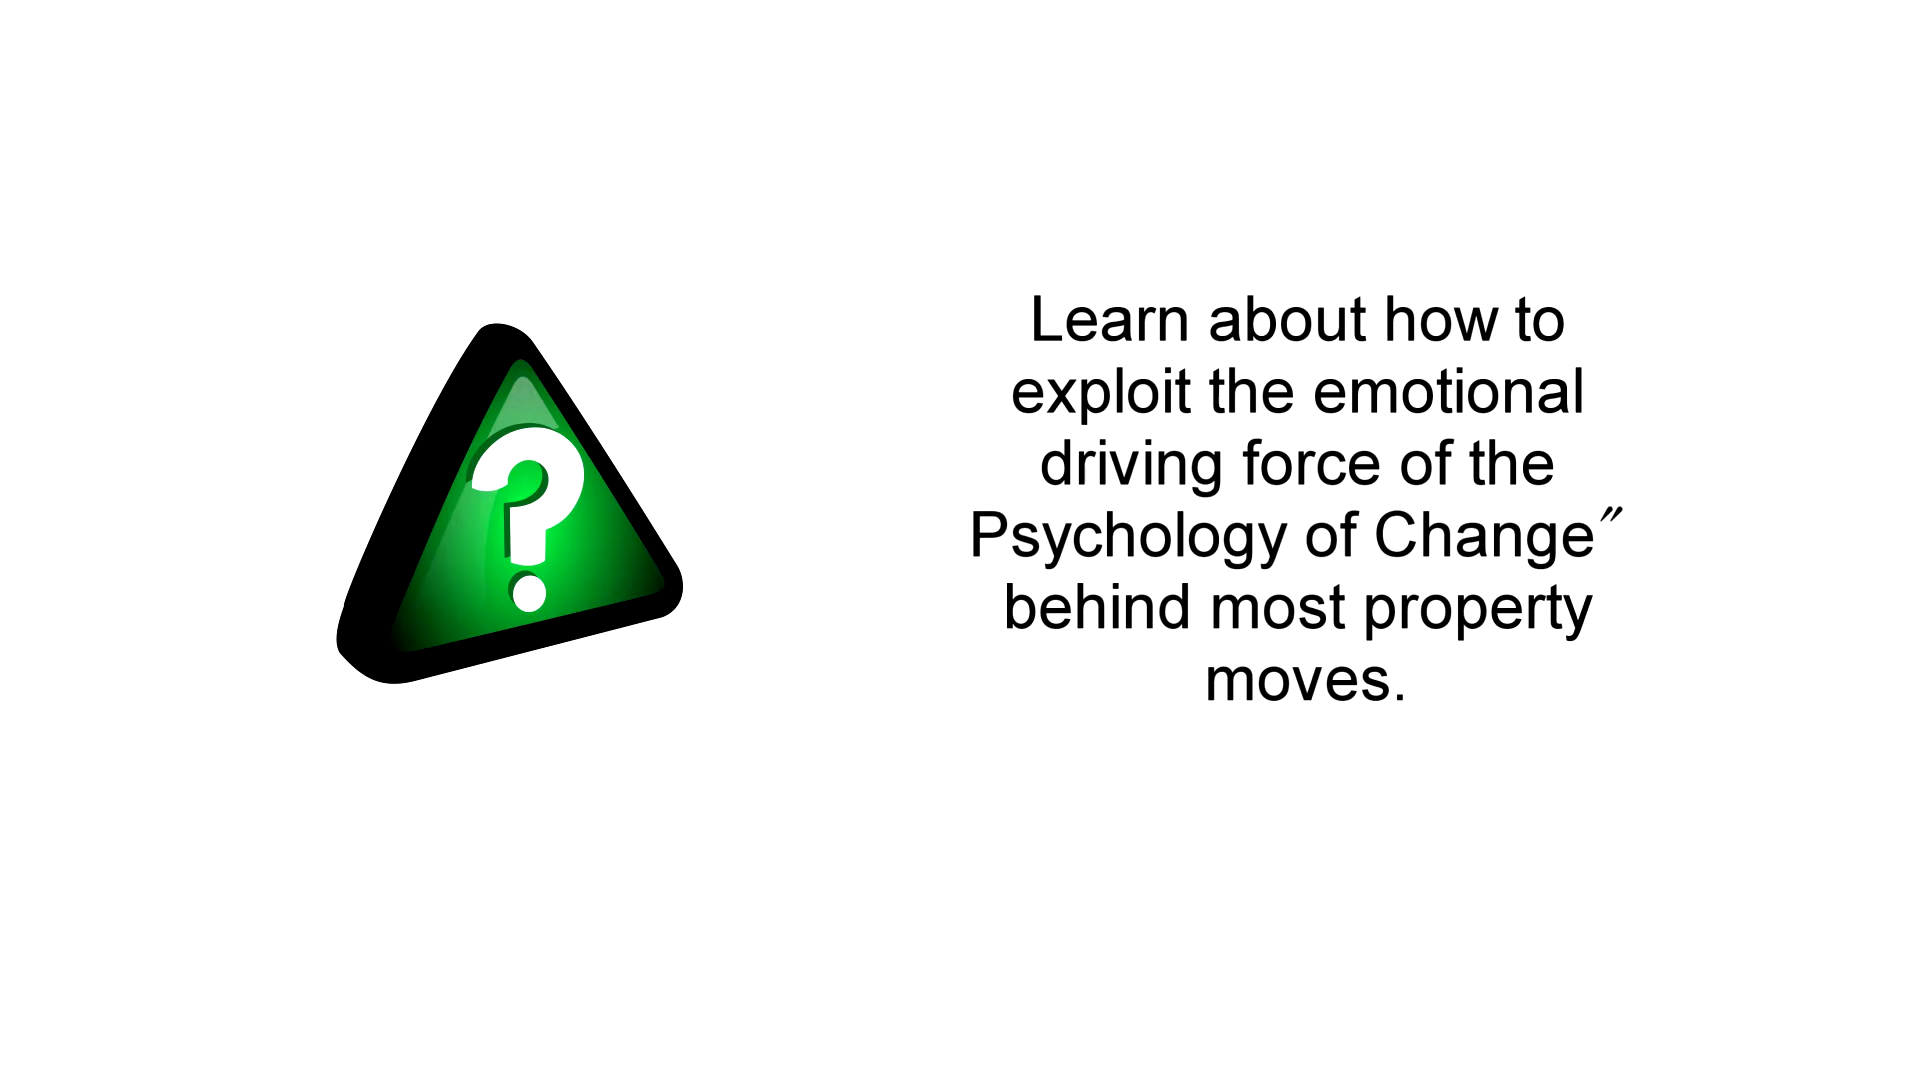 ?
Learn about how to
exploit the emotional
driving force of the
Psychology of Change″
behind most property
moves.